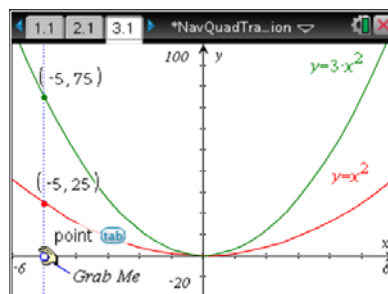 1.1 2.1 3.1 *NavQuadTra...ion
100 y
(-5,75) y=3·x²
(-5,25) y=x²
point tab
x
-6 6
Grab Me
-20